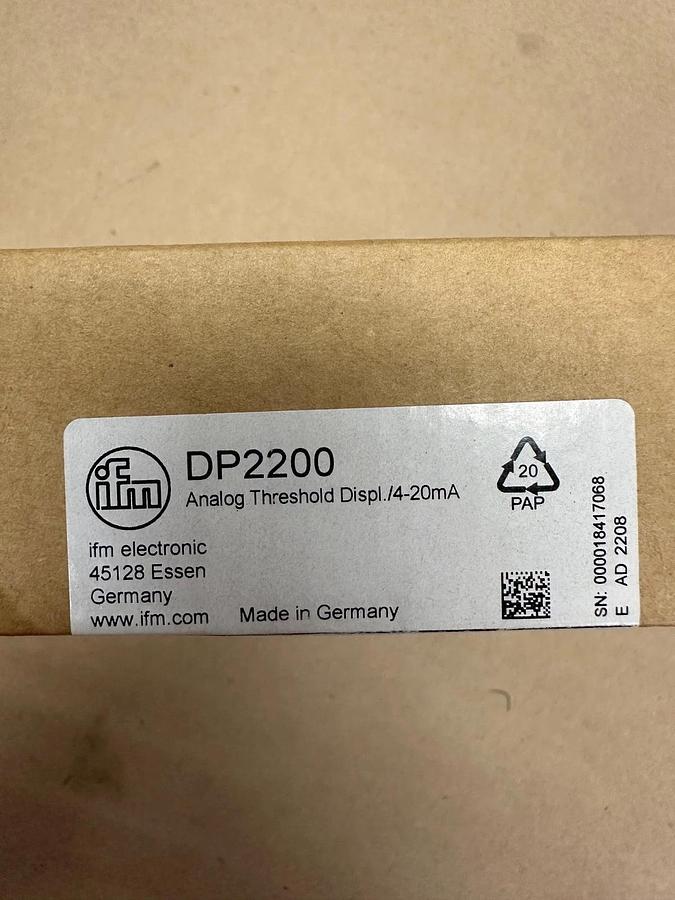 ifm
DP2200
Analog Threshold Displ./4-20mA
20
PAP
ifm electronic
45128 Essen
Germany
www.ifm.com
Made in Germany
SN: 000018417068
E AD 2208